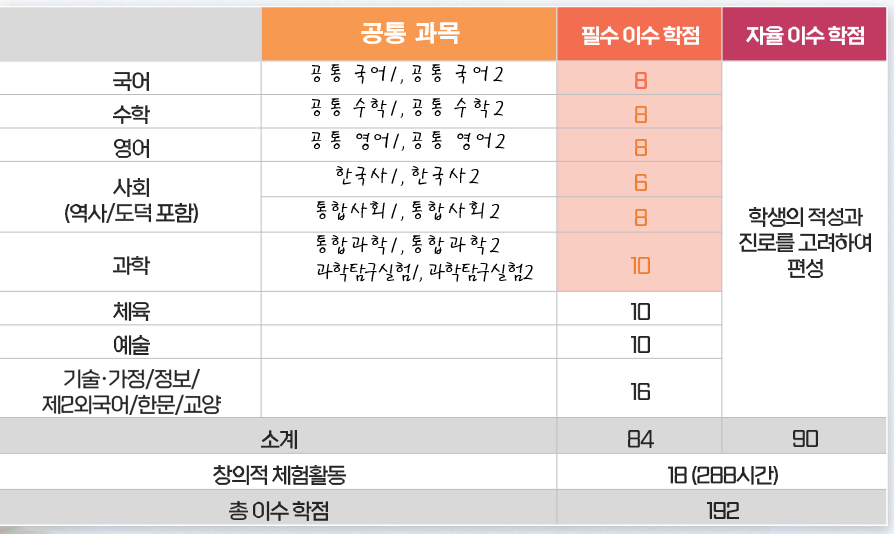 공통 과목 필수 이수 학점 자율 이수 학점
국어 공통 국어1, 공통 국어2 8
수학 공통 수학1, 공통 수학2 8
영어 공통 영어1, 공통 영어2 8
사회
(역사/도덕 포함)
한국사1, 한국사2 6
통합사회1, 통합사회2 8
과학
통합과학1, 통합과학2
과학탐구실험1, 과학탐구실험2
10
체육 10
예술 10
기술·가정/정보/
제2외국어/한문/교양
16
학생의 적성과
진로를 고려하여
편성
소계 84 90
창의적 체험활동 18 (288시간)
총 이수 학점 192